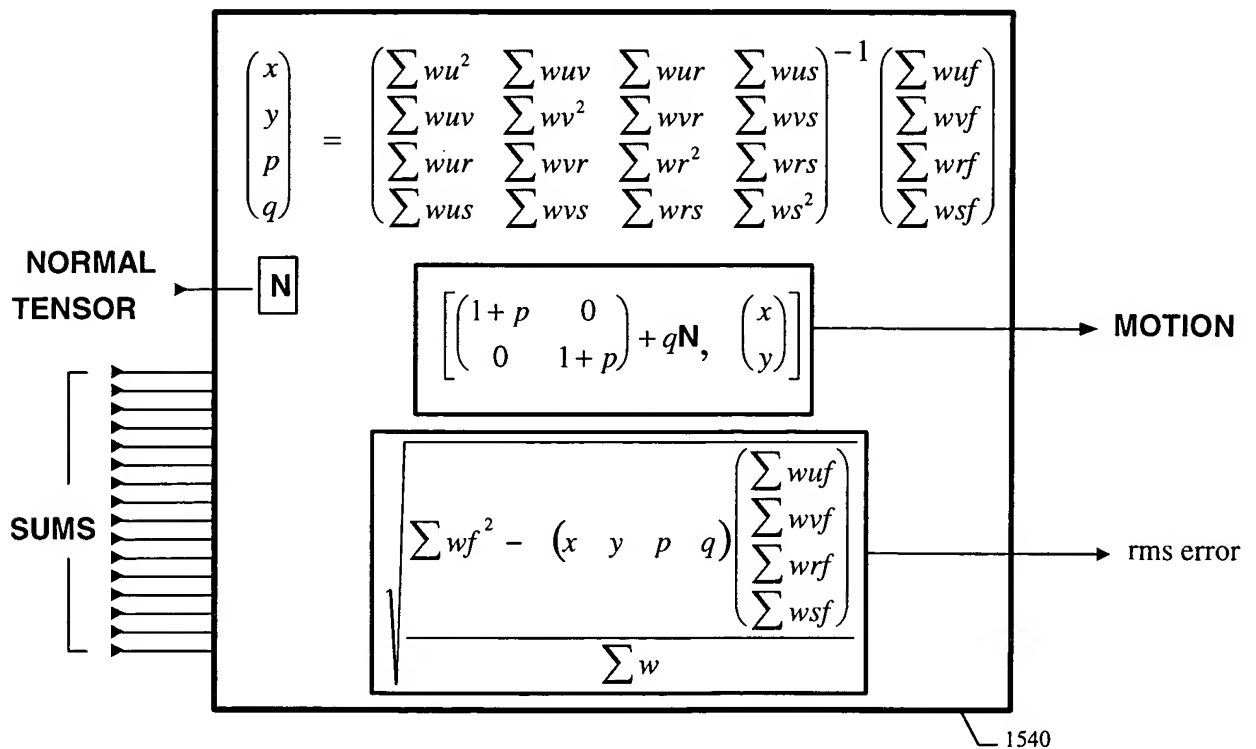 (x y p q) = (∑wu² ∑wuv ∑wur ∑wus
∑wuv ∑wv² ∑wvr ∑wvs
∑wur ∑wvr ∑wr² ∑wrs
∑wus ∑wvs ∑wrs ∑ws²)⁻¹ (∑wuf ∑wvf ∑wrf ∑wsf)
NORMAL
TENSOR
N
[(1 + p 0
0 1 + p) + qN, (x y)]
MOTION
SUMS
√ ∑wf² − (x y p q) (∑wuf
∑wvf
∑wrf
∑wsf)
∑w
rms error
1540